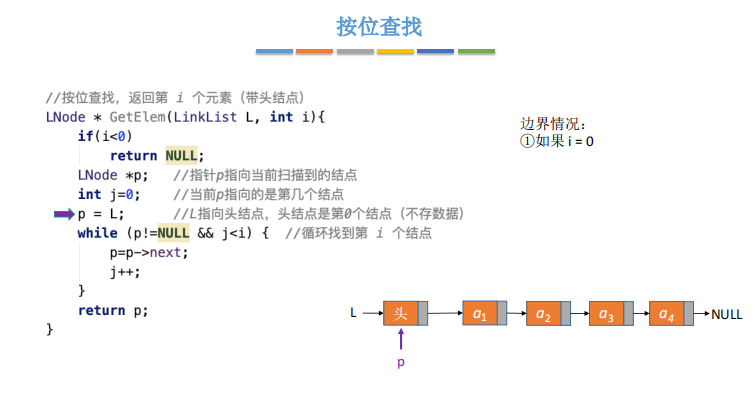 按位查找
//按位查找，返回第 i 个元素（带头结点）
LNode * GetElem(LinkList L, int i){
if(i<0)
return NULL;
LNode *p; //指针p指向当前扫描到的结点
int j=0; //当前p指向的是第几个结点
p = L; //L指向头结点，头结点是第0个结点（不存数据）
while (p!=NULL && j<i) { //循环找到第 i 个结点
p=p->next;
j++;
}
return p;
}
边界情况：
①如果 i = 0
L 头 a1 a2 a3 a4 NULL
p